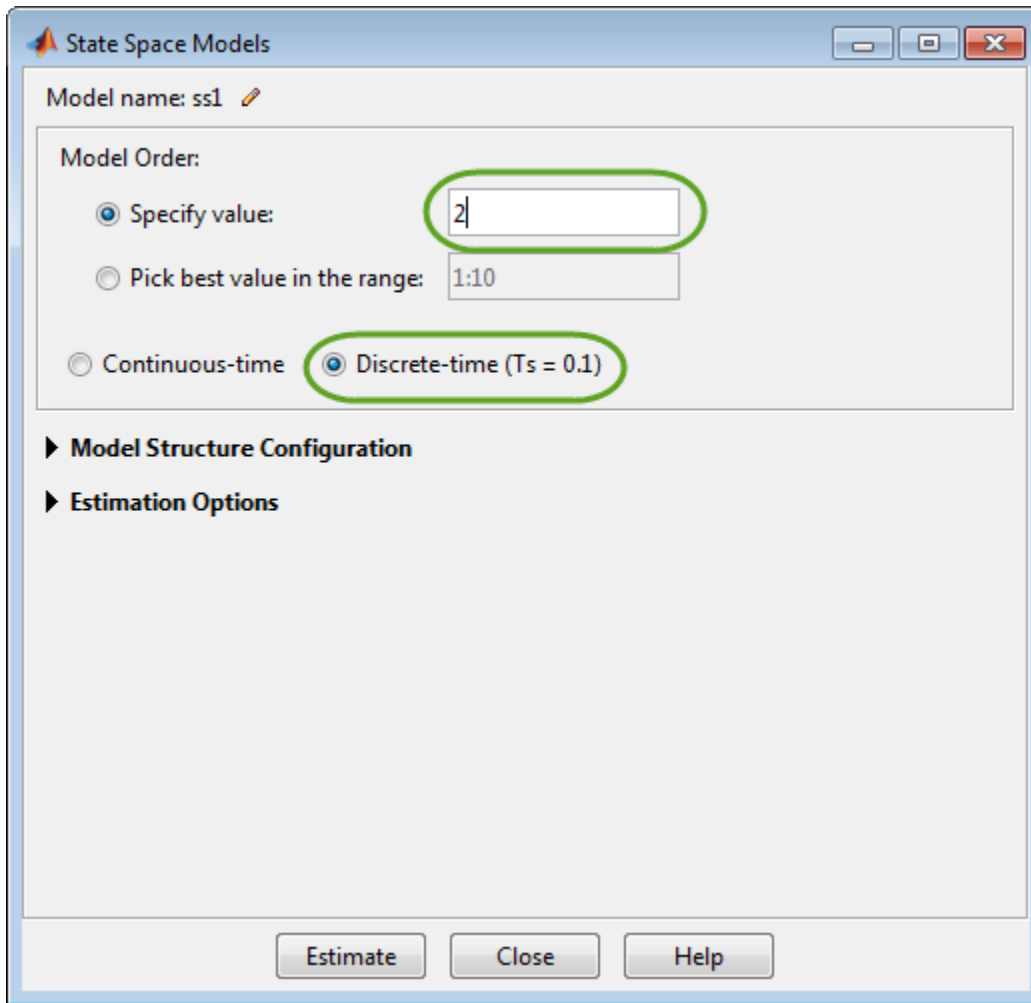 State Space Models
Model name: ss1
Model Order:
Specify value: 2
Pick best value in the range: 1:10
Continuous-time Discrete-time (Ts = 0.1)
Model Structure Configuration
Estimation Options
Estimate Close Help